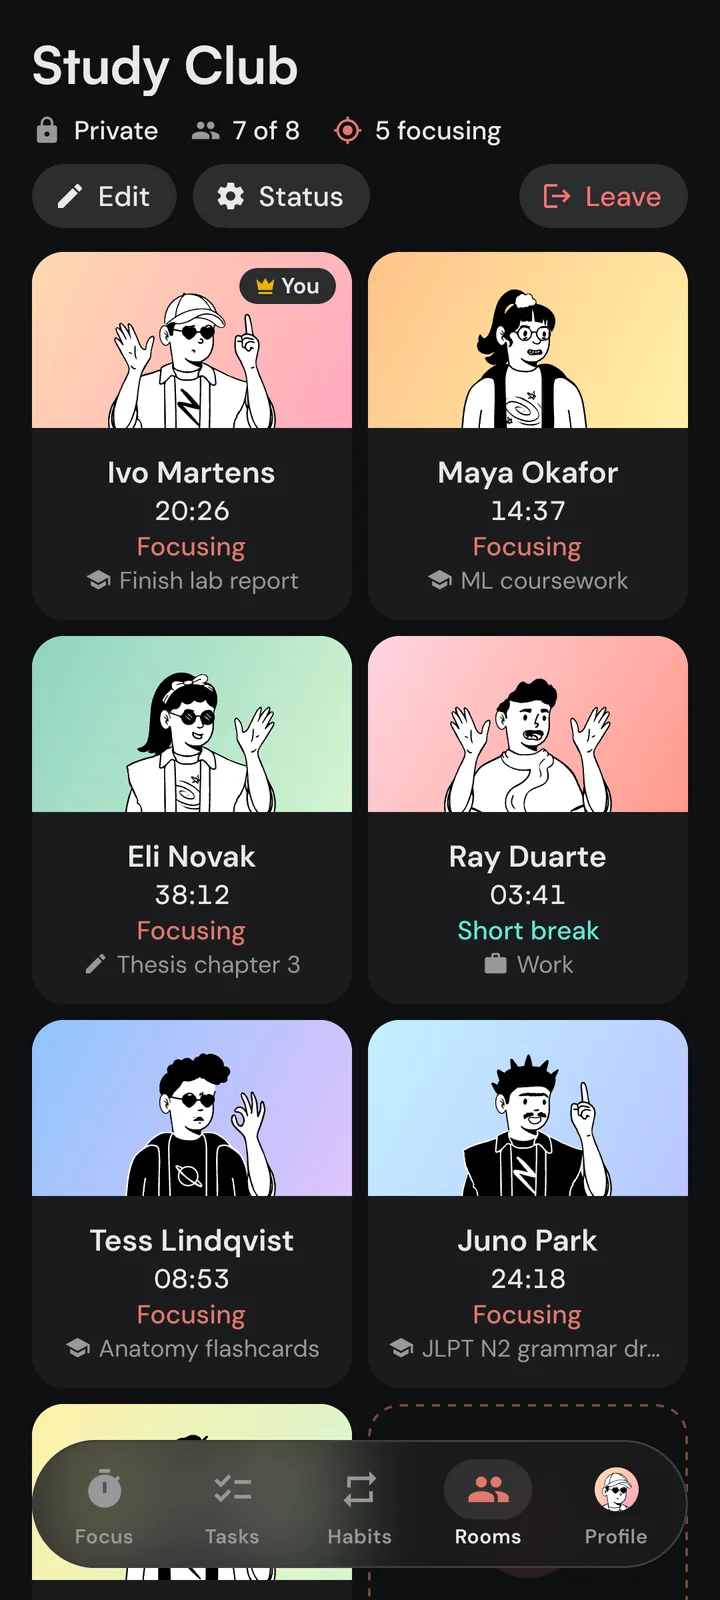 Study Club
Private 7 of 8 5 focusing
Edit Status Leave
You
Ivo Martens
20:26
Focusing
Finish lab report
Maya Okafor
14:37
Focusing
ML coursework
Eli Novak
38:12
Focusing
Thesis chapter 3
Ray Duarte
03:41
Short break
Work
Tess Lindqvist
08:53
Focusing
Anatomy flashcards
Juno Park
24:18
Focusing
JLPT N2 grammar dr...
Focus Tasks Habits Rooms Profile